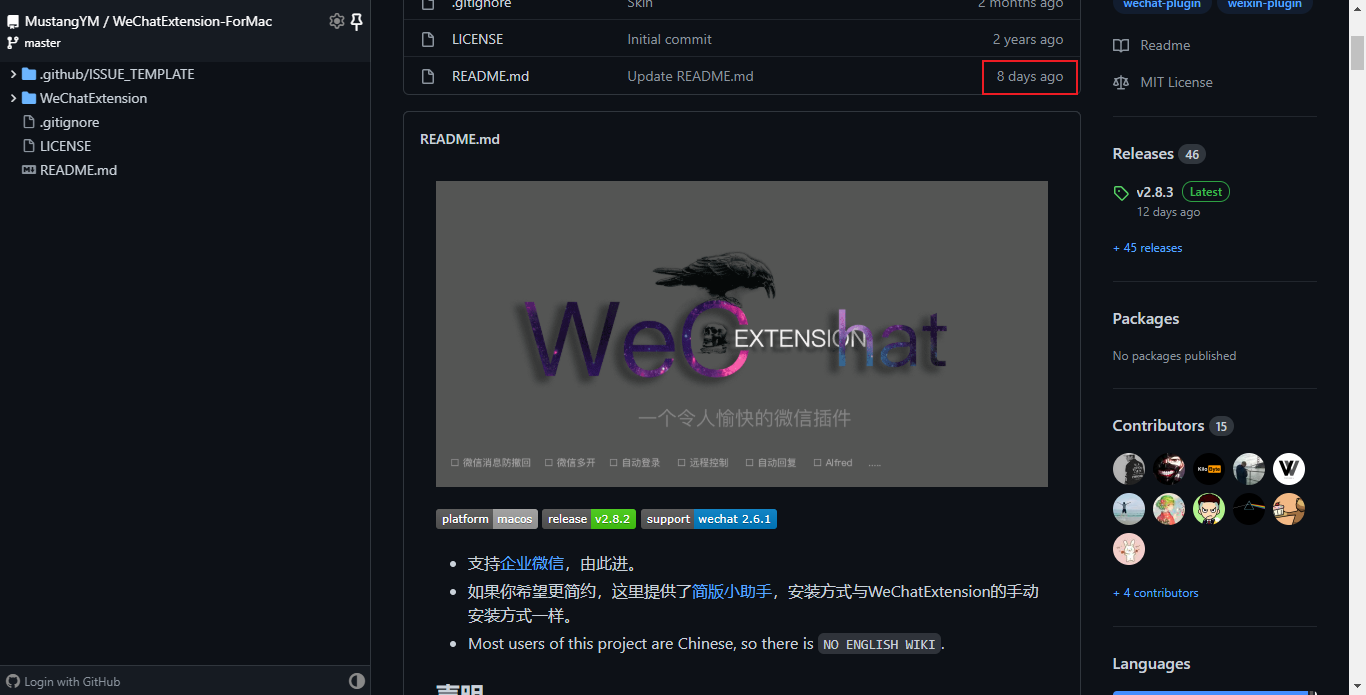 MustangYM / WeChatExtension-ForMac
master
.github/ISSUE_TEMPLATE
WeChatExtension
.gitignore
LICENSE
README.md
Login with GitHub
.gitignore Skin 2 months ago
LICENSE Initial commit 2 years ago
README.md Update README.md 8 days ago
README.md
WeChat
EXTENSION
一个令人愉快的微信插件
微信消息防撤回 微信多开 自动登录 远程控制 自动回复 Alfred ......
platform macos release v2.8.2 support wechat 2.6.1
支持企业微信，由此进。
如果你希望更简约，这里提供了简版小助手，安装方式与WeChatExtension的手动
安装方式一样。
Most users of this project are Chinese, so there is NO ENGLISH WIKI.
声明
wechat-plugin weixin-plugin
Readme
MIT License
Releases 46
v2.8.3 Latest
12 days ago
+ 45 releases
Packages
No packages published
Contributors 15
+ 4 contributors
Languages